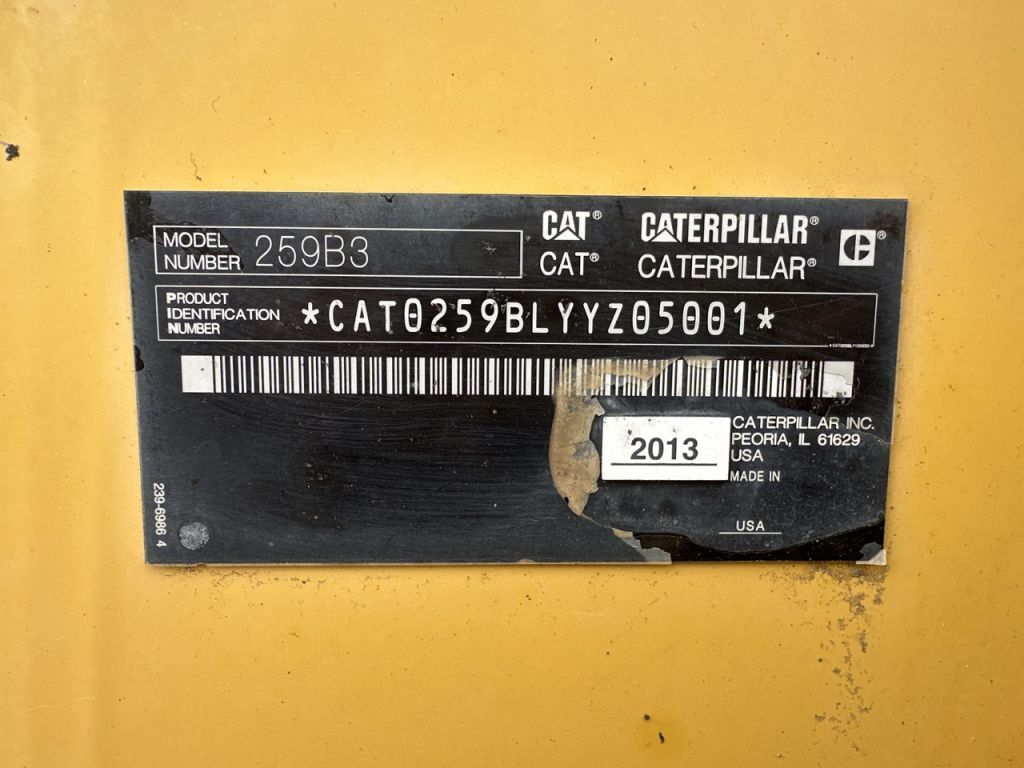 MODEL NUMBER 259B3
CAT® CATERPILLAR®
CAT® CATERPILLAR®
C®
PRODUCT
IDENTIFICATION
NUMBER
*CAT0259BLYYZ05001*
*CAT0259BLYYZ05001*
2013
CATERPILLAR INC.
PEORIA, IL 61629
USA
MADE IN
USA
239-6986 4